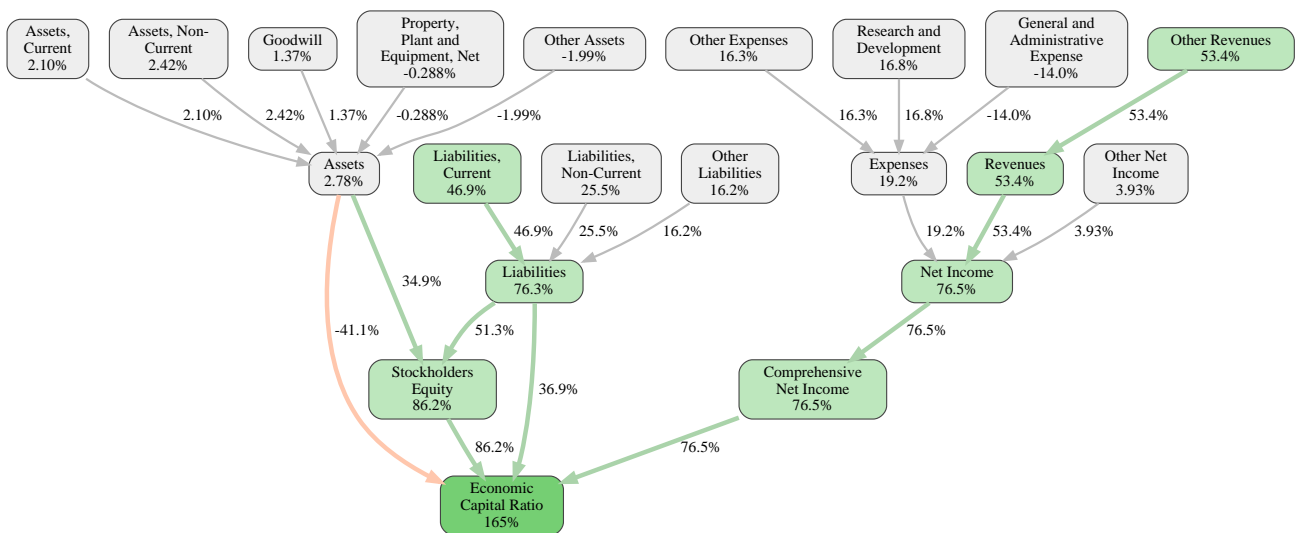 Assets,
Current
2.10%
Assets, Non-
Current
2.42%
Goodwill
1.37%
Property,
Plant and
Equipment, Net
-0.288%
Other Assets
-1.99%
Other Expenses
16.3%
Research and
Development
16.8%
General and
Administrative
Expense
-14.0%
Other Revenues
53.4%
2.10%
2.42%
1.37%
-0.288%
-1.99%
16.3%
16.8%
-14.0%
53.4%
Assets
2.78%
Liabilities,
Current
46.9%
Liabilities,
Non-Current
25.5%
Other
Liabilities
16.2%
Expenses
19.2%
Revenues
53.4%
Other Net
Income
3.93%
46.9%
25.5%
16.2%
19.2%
53.4%
3.93%
34.9%
Liabilities
76.3%
Net Income
76.5%
-41.1%
51.3%
76.5%
Stockholders
Equity
86.2%
36.9%
Comprehensive
Net Income
76.5%
86.2%
76.5%
Economic
Capital Ratio
165%